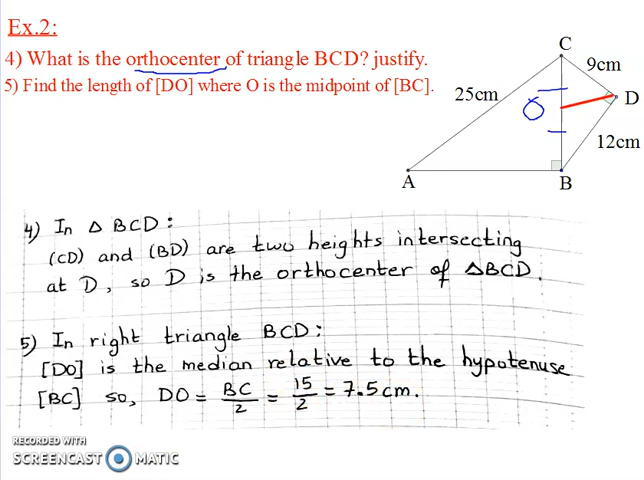 Ex.2:
4) What is the orthocenter of triangle BCD? justify.
5) Find the length of [DO] where O is the midpoint of [BC].
C
9cm
25cm
O
D
12cm
A
B
4) In Δ BCD:
(CD) and (BD) are two heights intersecting
at D, so D is the orthocenter of ΔBCD.
5) In right triangle BCD:
[DO] is the median relative to the hypotenuse
[BC] so, DO = BC/2 = 15/2 = 7.5cm.
RECORDED WITH
SCREENCAST MATIC